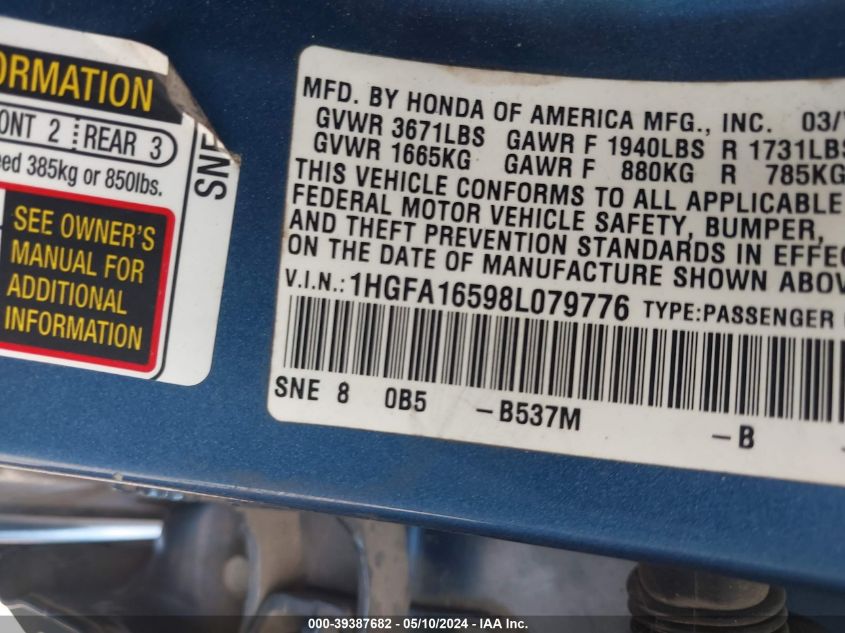 ORMATION
ONT 2 REAR 3
eed 385kg or 850lbs.
SNE
SEE OWNER'S
MANUAL FOR
ADDITIONAL
INFORMATION
MFD. BY HONDA OF AMERICA MFG., INC. 03/
GVWR 3671LBS GAWR F 1940LBS R 1731LBS
GVWR 1665KG GAWR F 880KG R 785KG
THIS VEHICLE CONFORMS TO ALL APPLICABLE
FEDERAL MOTOR VEHICLE SAFETY, BUMPER,
AND THEFT PREVENTION STANDARDS IN EFFEC
ON THE DATE OF MANUFACTURE SHOWN ABOV
V.I.N.: 1HGFA16598L079776 TYPE:PASSENGER
SNE 8 0B5 -B537M -B
000-39387682 - 05/10/2024 - IAA Inc.